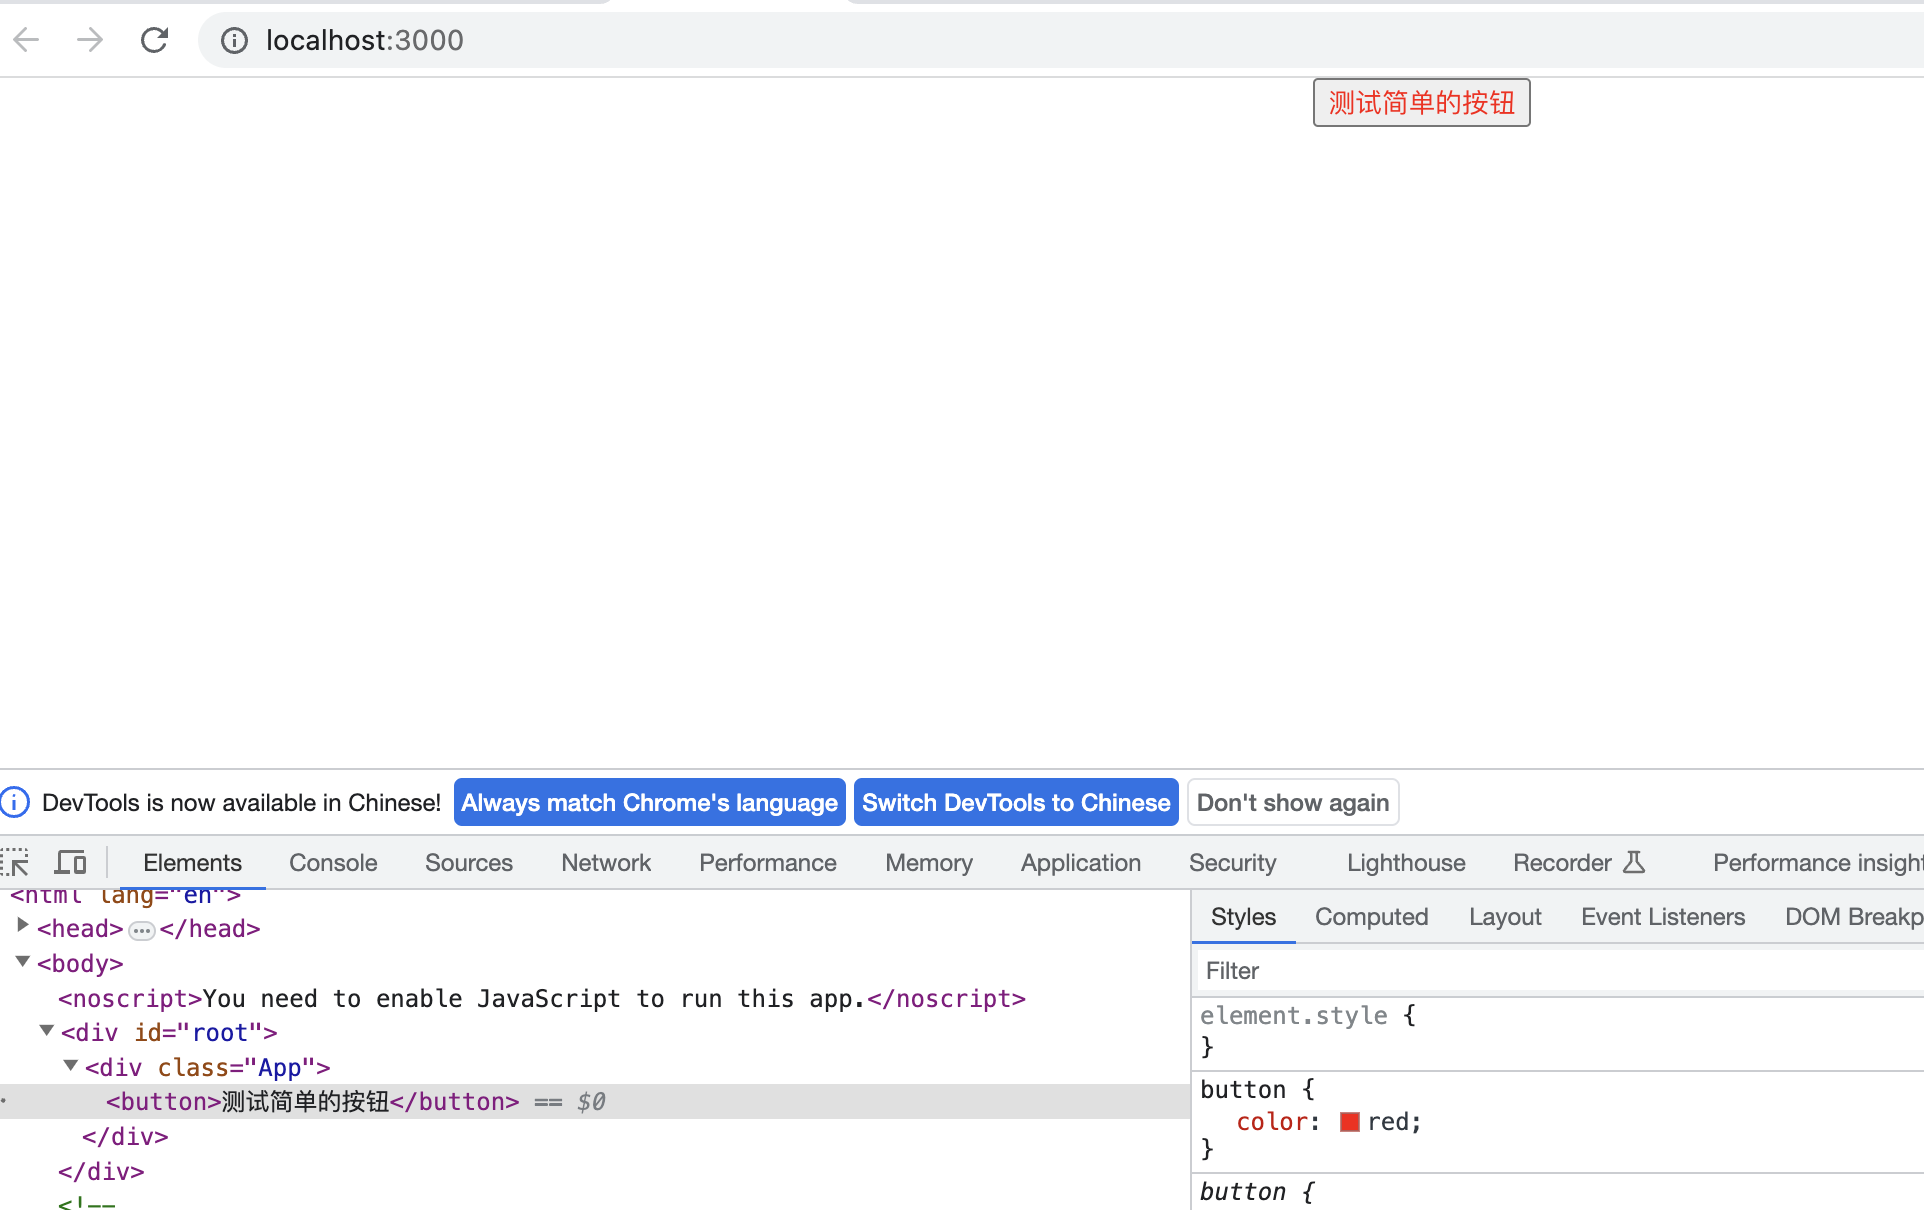 localhost:3000
测试简单的按钮
DevTools is now available in Chinese! Always match Chrome's language Switch DevTools to Chinese Don't show again
Elements Console Sources Network Performance Memory Application Security Lighthouse Recorder Performance insight
<html lang="en">
<head> ••• </head>
<body>
<noscript>You need to enable JavaScript to run this app.</noscript>
<div id="root">
<div class="App">
<button>测试简单的按钮</button> == $0
</div>
</div>
<!--
Styles Computed Layout Event Listeners DOM Breakp
Filter
element.style {
}
button {
color: red;
}
button {